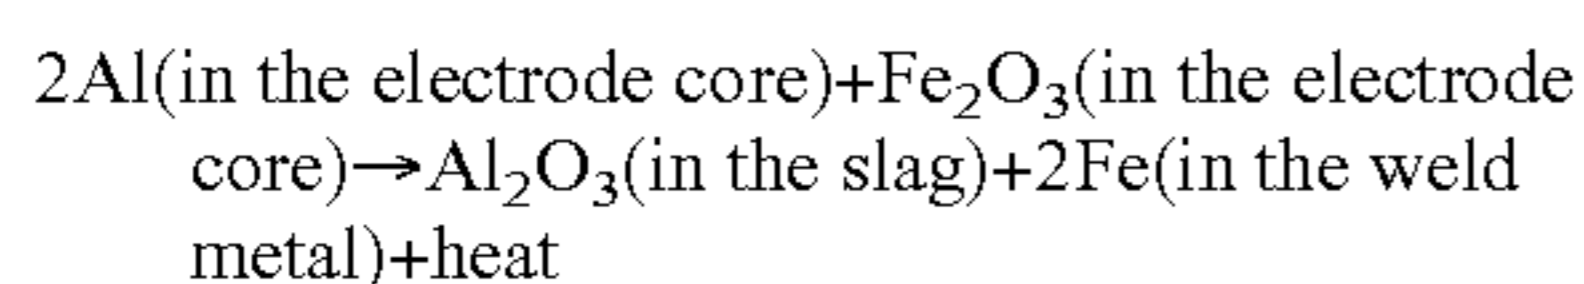 2Al(in the electrode core)+Fe₂O₃(in the electrode
core)→Al₂O₃(in the slag)+2Fe(in the weld
metal)+heat